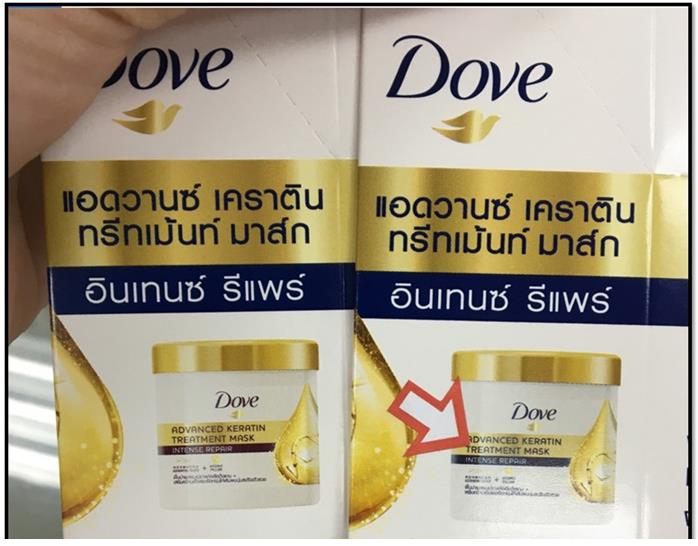 Dove
แอดวานซ์ เคราติน
ทรีทเม้นท์ มาส์ก
อินเทนซ์ รีแพร์
Dove
ADVANCED KERATIN
TREATMENT MASK
INTENSE REPAIR
Dove
แอดวานซ์ เคราติน
ทรีทเม้นท์ มาส์ก
อินเทนซ์ รีแพร์
Dove
ADVANCED KERATIN
TREATMENT MASK
INTENSE REPAIR